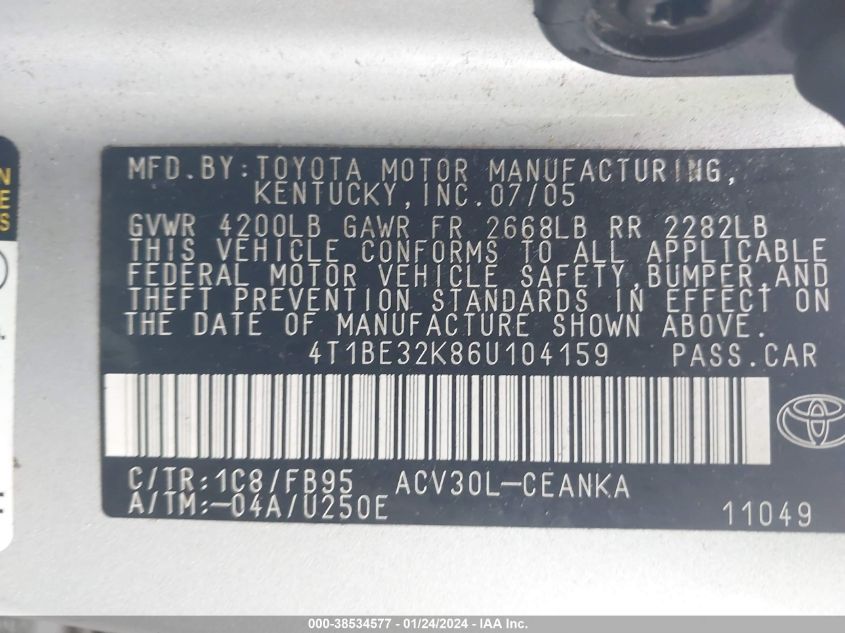 MFD.BY:TOYOTA MOTOR MANUFACTURING,
KENTUCKY,INC.07/05
GVWR 4200LB GAWR FR 2668LB RR 2282LB
THIS VEHICLE CONFORMS TO ALL APPLICABLE
FEDERAL MOTOR VEHICLE SAFETY,BUMPER,AND
THEFT PREVENTION STANDARDS IN EFFECT ON
THE DATE OF MANUFACTURE SHOWN ABOVE.
4T1BE32K86U104159 PASS.CAR
C/TR:1C8/FB95 ACV30L-CEANKA
A/TM:-04A/U250E
11049
000-38534577 - 01/24/2024 - IAA Inc.